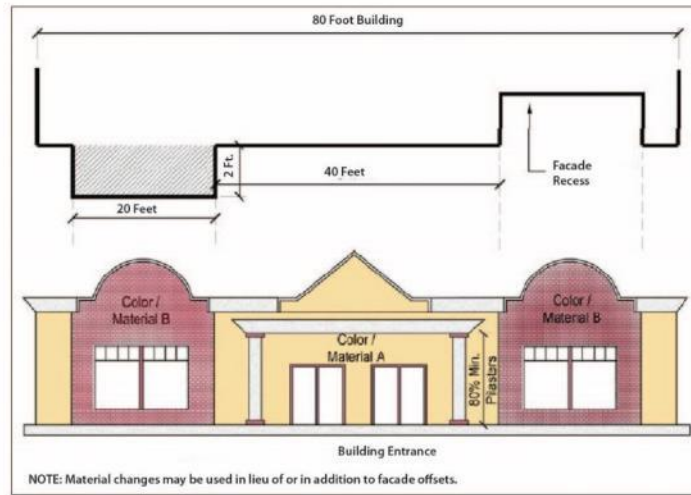 80 Foot Building
2 Ft.
40 Feet
Facade
Recess
20 Feet
Color /
Material B
Color /
Material A
80% Min.
Pilasters
Color /
Material B
Building Entrance
NOTE: Material changes may be used in lieu of or in addition to facade offsets.